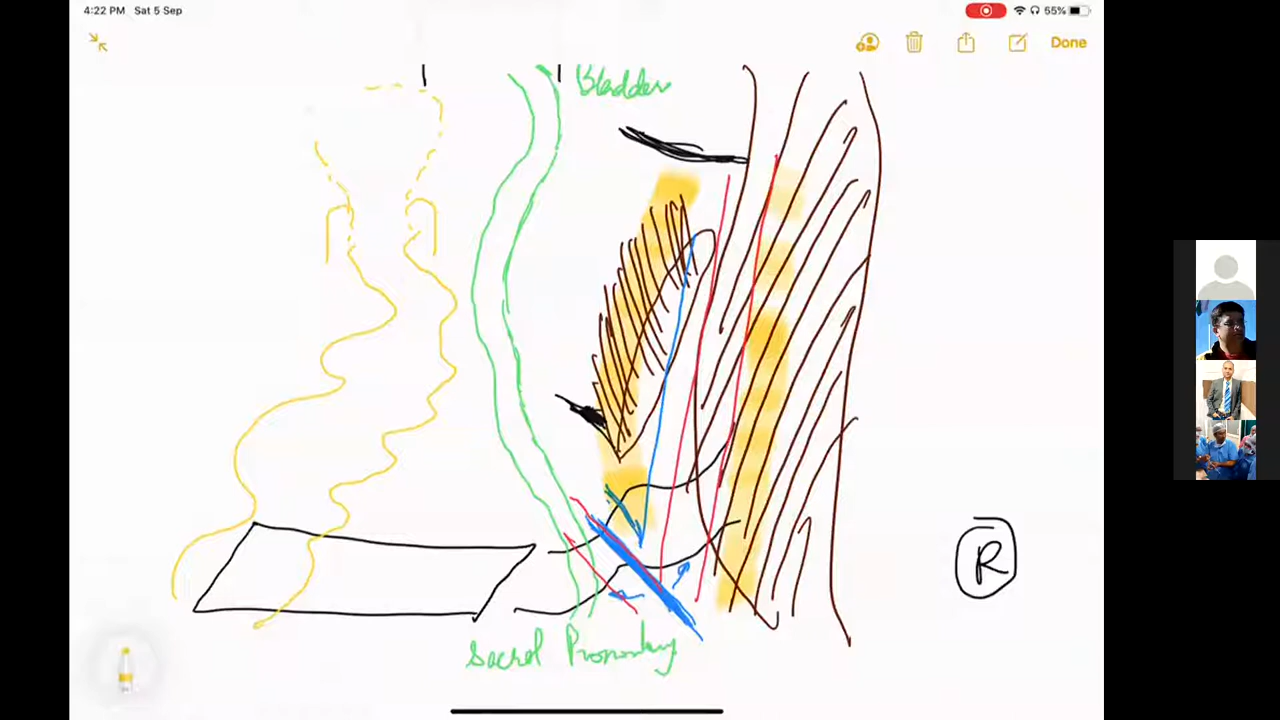 4:22 PM Sat 5 Sep
55%
Done
Bladder
R
Sacral Promontory